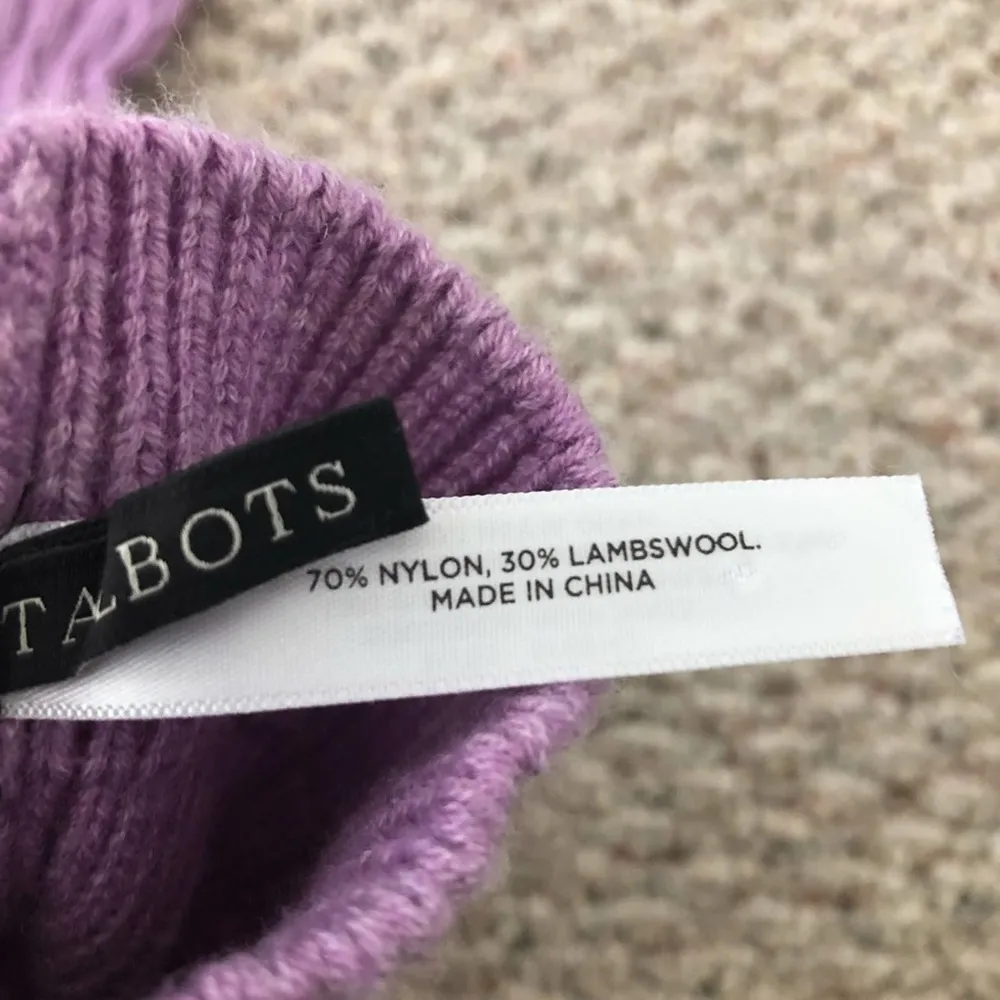 TALBOTS
70% NYLON, 30% LAMBSWOOL.
MADE IN CHINA